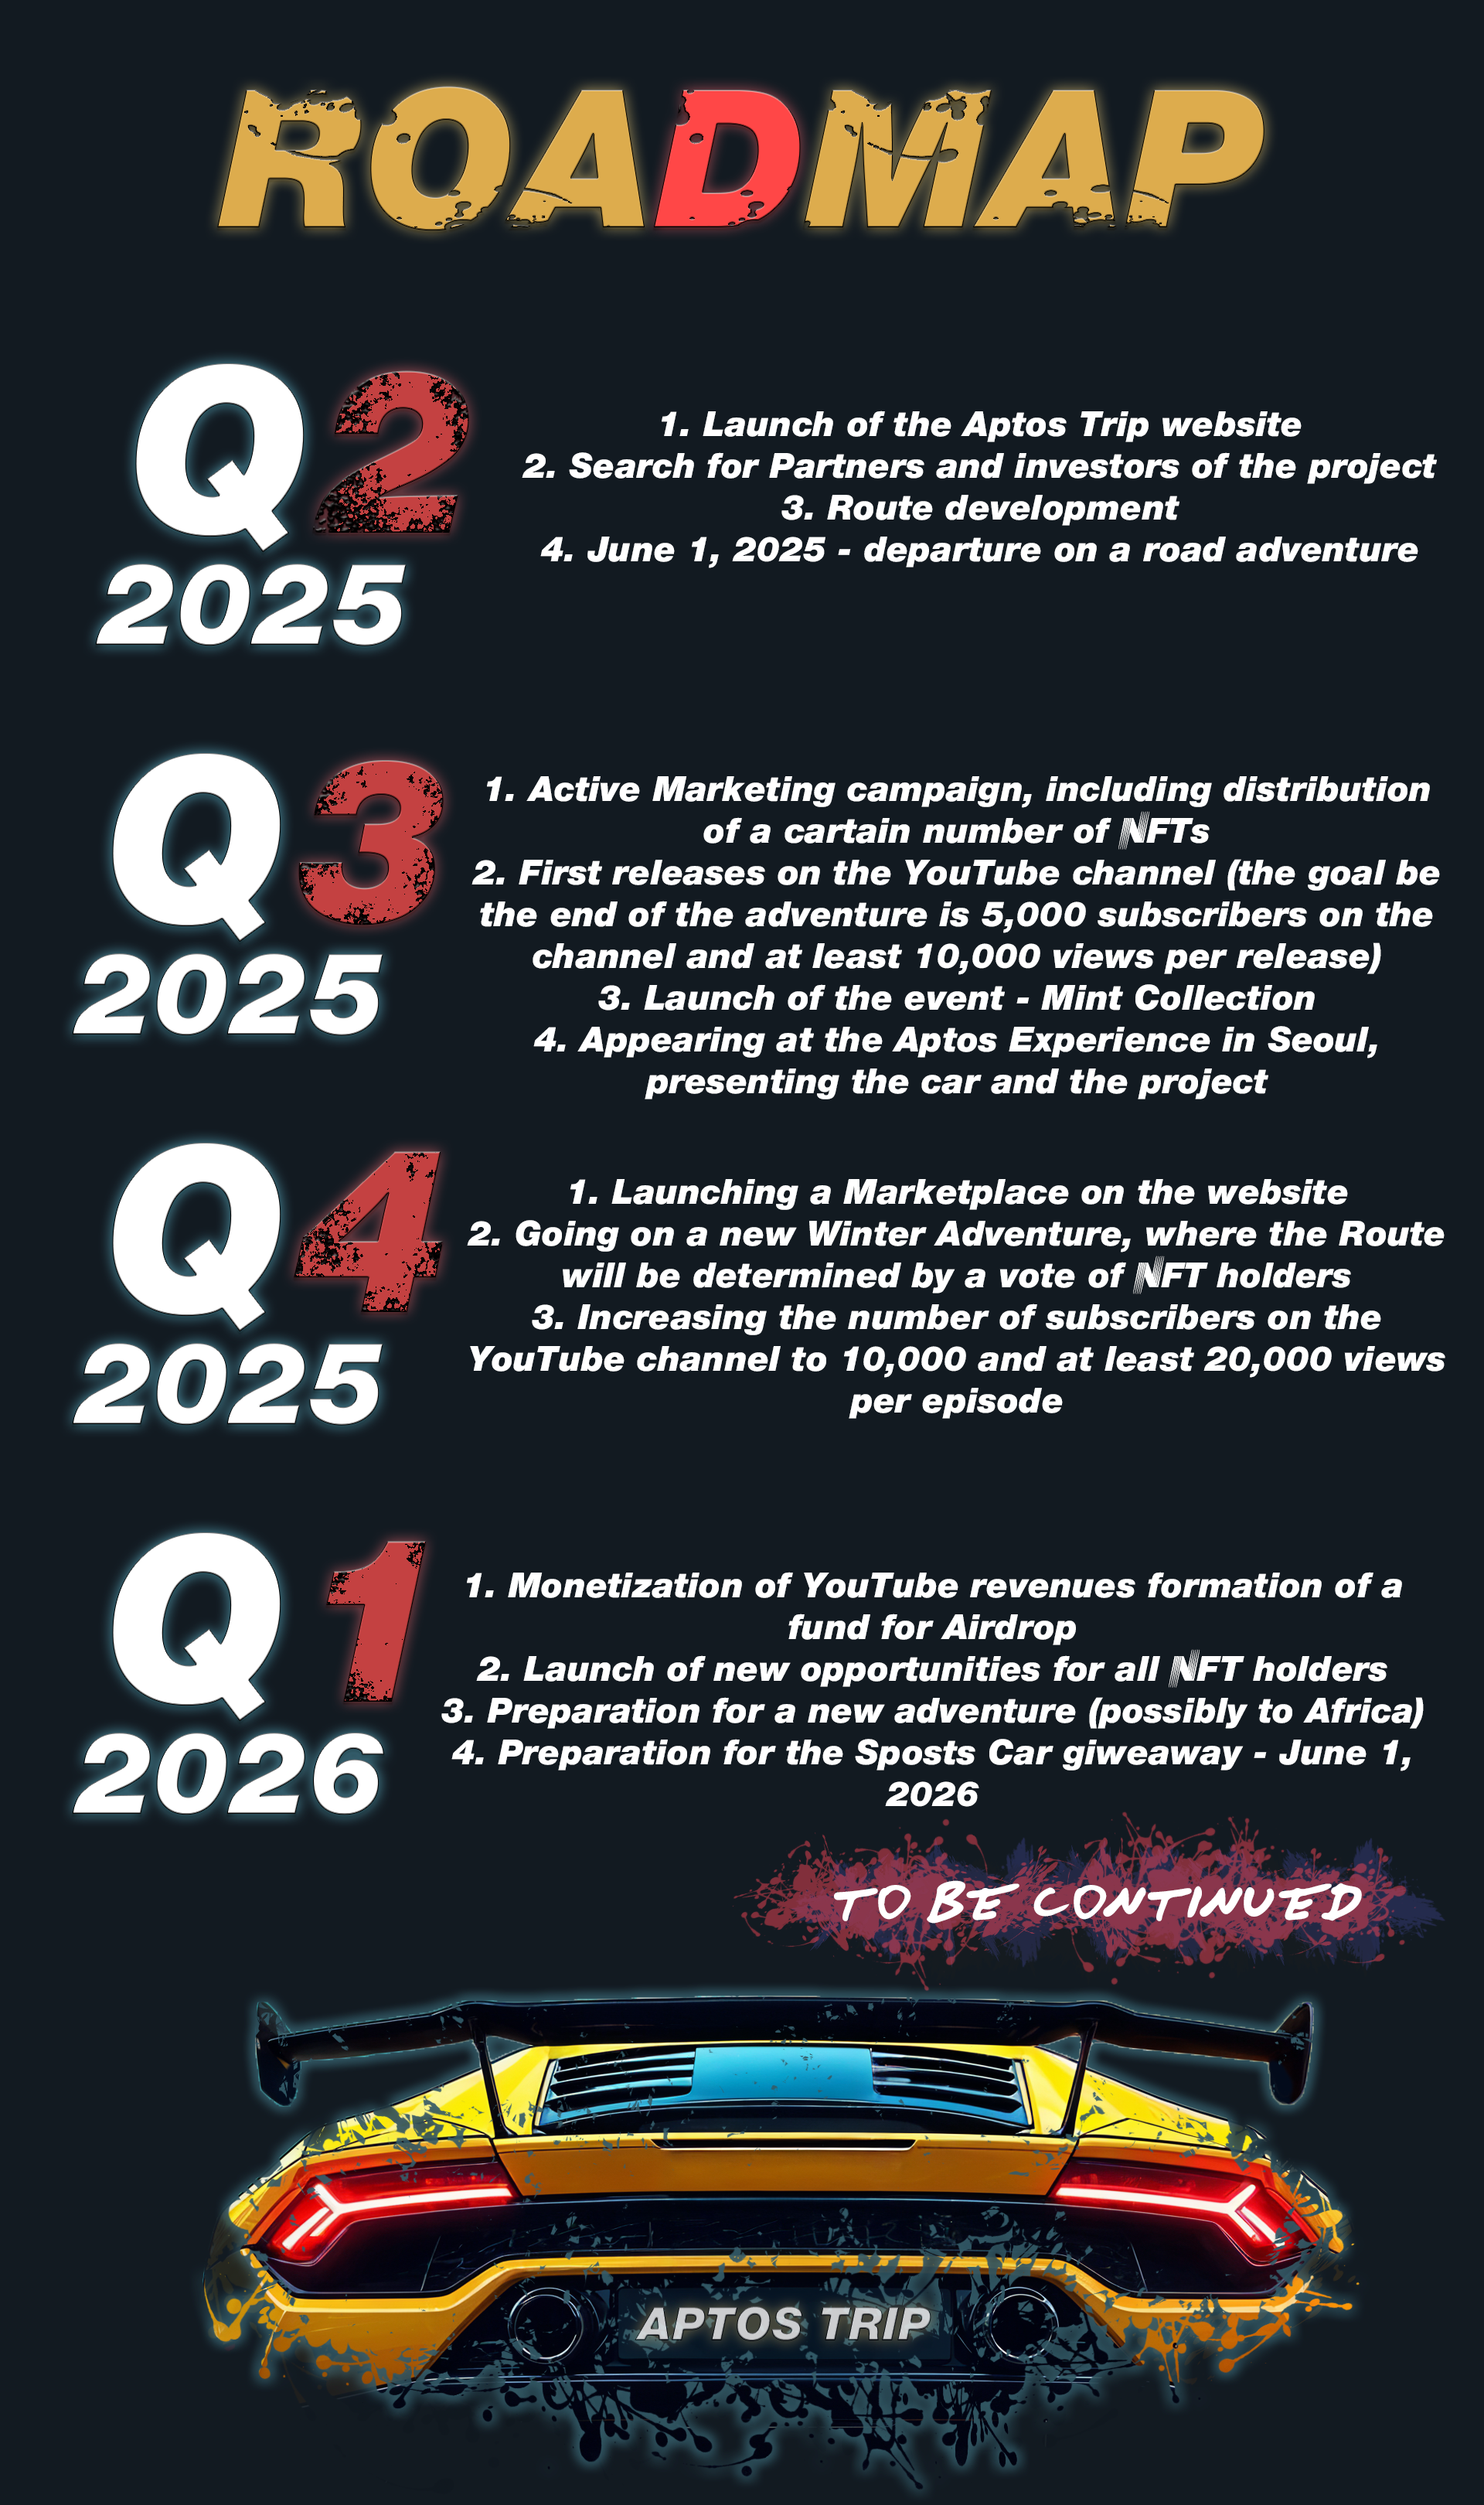 ROADMAP
Q2
2025
1. Launch of the Aptos Trip website
2. Search for Partners and investors of the project
3. Route development
4. June 1, 2025 - departure on a road adventure
Q3
2025
1. Active Marketing campaign, including distribution
of a cartain number of NFTs
2. First releases on the YouTube channel (the goal be
the end of the adventure is 5,000 subscribers on the
channel and at least 10,000 views per release)
3. Launch of the event - Mint Collection
4. Appearing at the Aptos Experience in Seoul,
presenting the car and the project
Q4
2025
1. Launching a Marketplace on the website
2. Going on a new Winter Adventure, where the Route
will be determined by a vote of NFT holders
3. Increasing the number of subscribers on the
YouTube channel to 10,000 and at least 20,000 views
per episode
Q1
2026
1. Monetization of YouTube revenues formation of a
fund for Airdrop
2. Launch of new opportunities for all NFT holders
3. Preparation for a new adventure (possibly to Africa)
4. Preparation for the Sposts Car giweaway - June 1,
2026
TO BE CONTINUED
APTOS TRIP